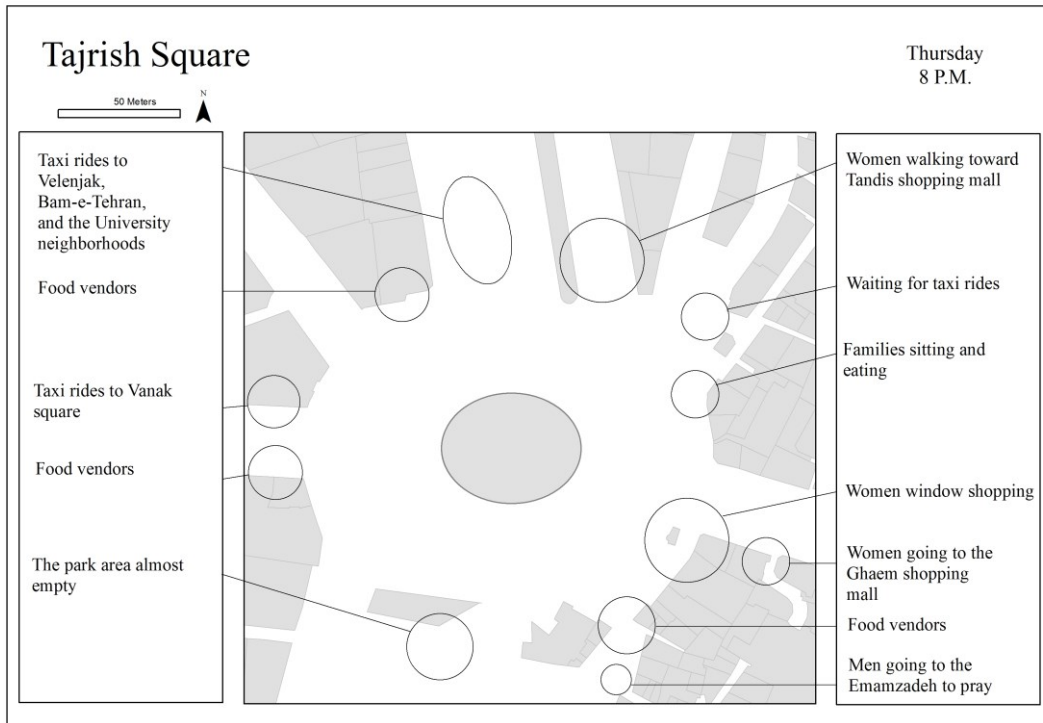 Tajrish Square
Thursday
8 P.M.
50 Meters
N
Taxi rides to
Velenjak,
Bam-e-Tehran,
and the University
neighborhoods
Food vendors
Taxi rides to Vanak
square
Food vendors
The park area almost
empty
Women walking toward
Tandis shopping mall
Waiting for taxi rides
Families sitting and
eating
Women window shopping
Women going to the
Ghaem shopping
mall
Food vendors
Men going to the
Emamzadeh to pray